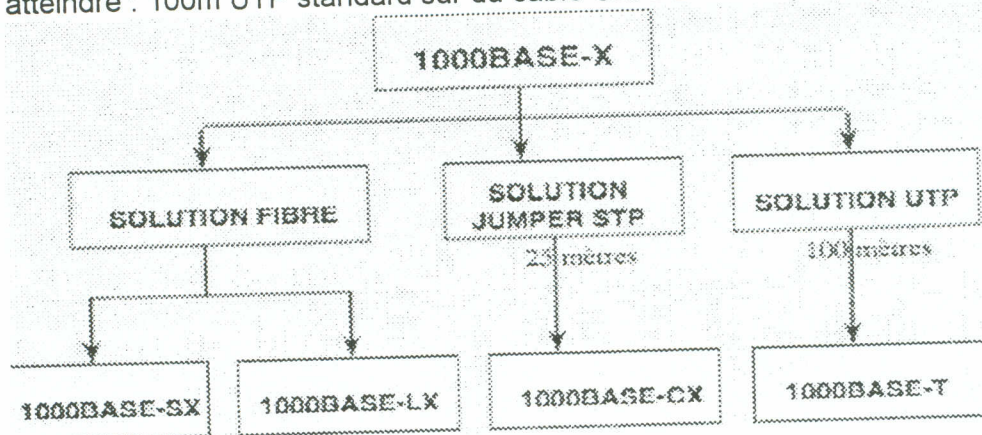 atteindre : 100m UTP standard sur du
1000BASE-X
SOLUTION FIBRE
SOLUTION
JUMPER STP
SOLUTION UTP
25 mètres
100 mètres
1000BASE-SX
1000BASE-LX
1000BASE-CX
1000BASE-T